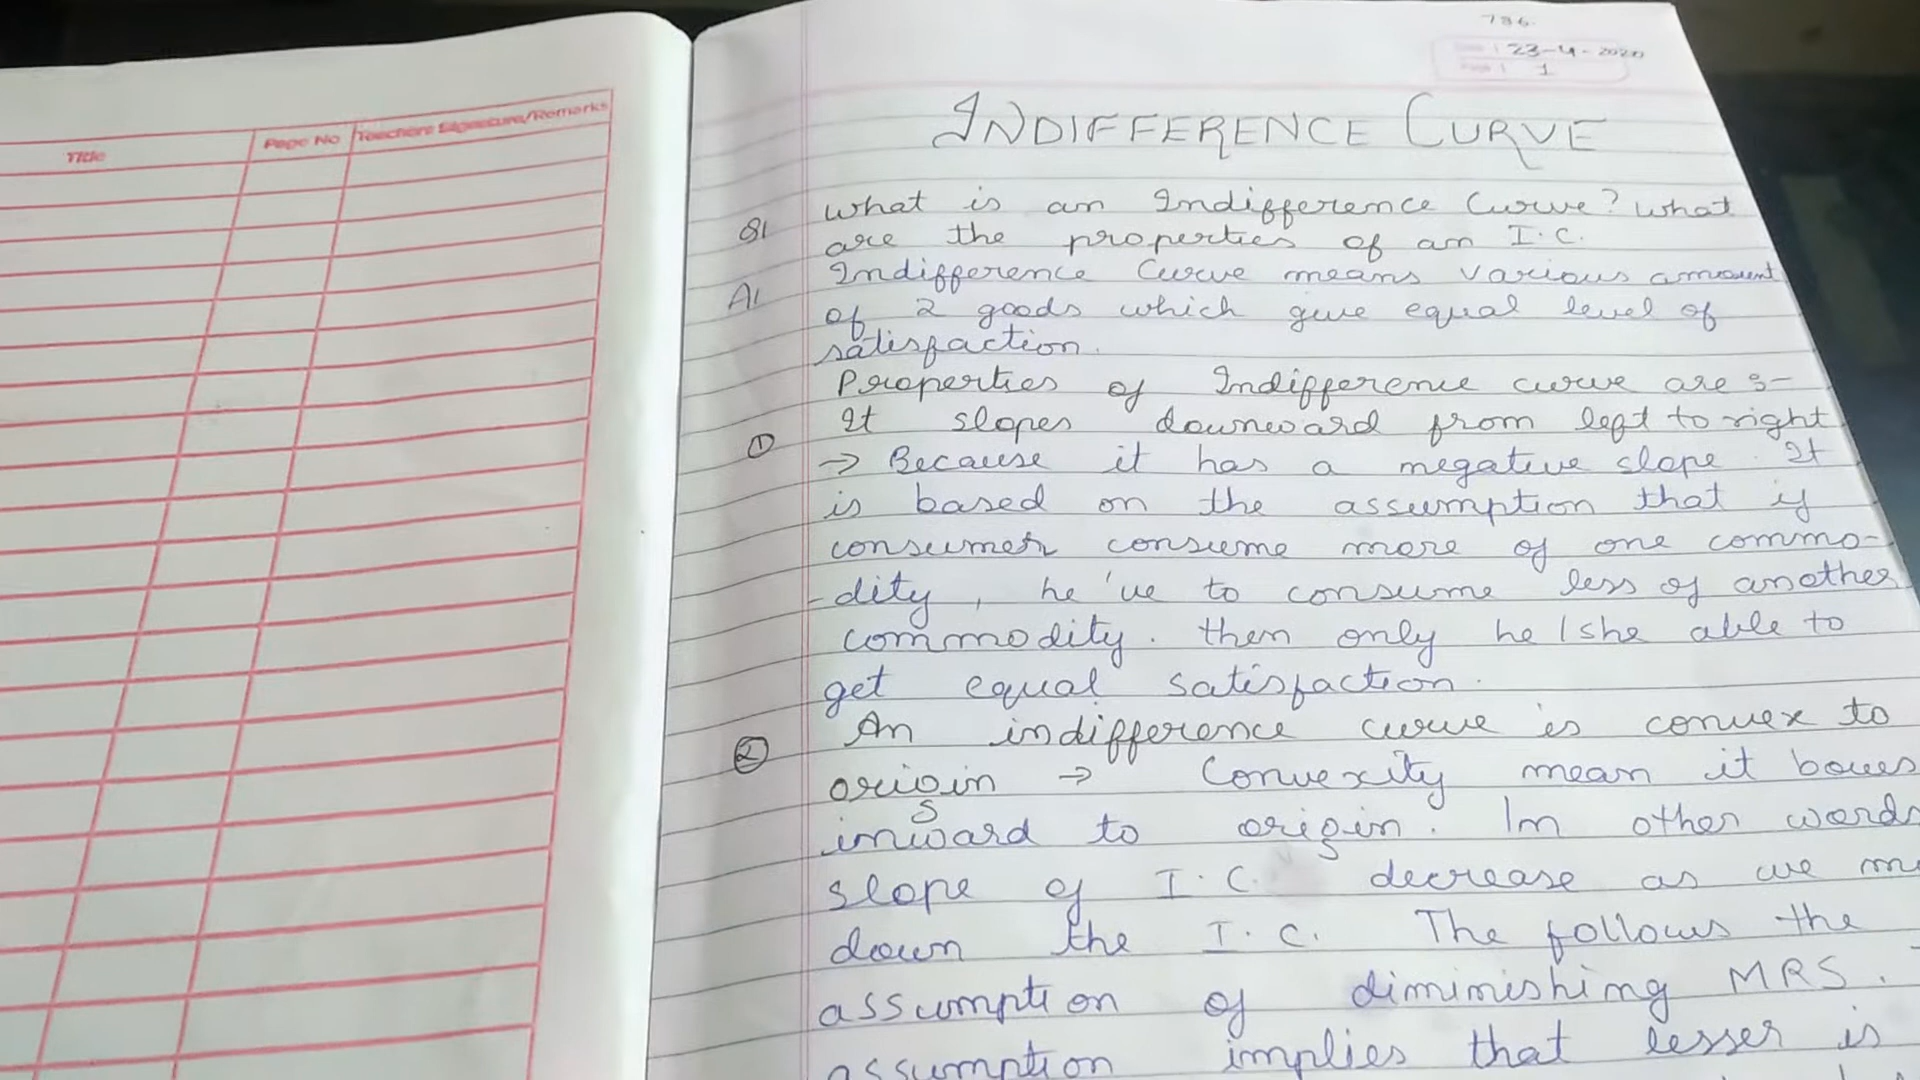 Title
Page No
Teachers Signature/Remarks
786
23-4-2020
1
INDIFFERENCE CURVE
Q1 What is an Indifference Curve? What
are the properties of an I.C.
A1 Indifference Curve means various amount
of 2 goods which give equal level of
satisfaction.
Properties of Indifference curve are :-
① It slopes downward from left to right
→ Because it has a negative slope. It
is based on the assumption that if
consumer consume more of one commo-
-dity, he 've to consume less of another
commodity. then only he/she able to
get equal satisfaction.
② An indifference curve is convex to
origin → Convexity mean it bows
inward to origin. In other words
slope of I.C. decrease as we
down the I.C. The follows the
assumption of diminishing MRS.
assumption implies that lesser is